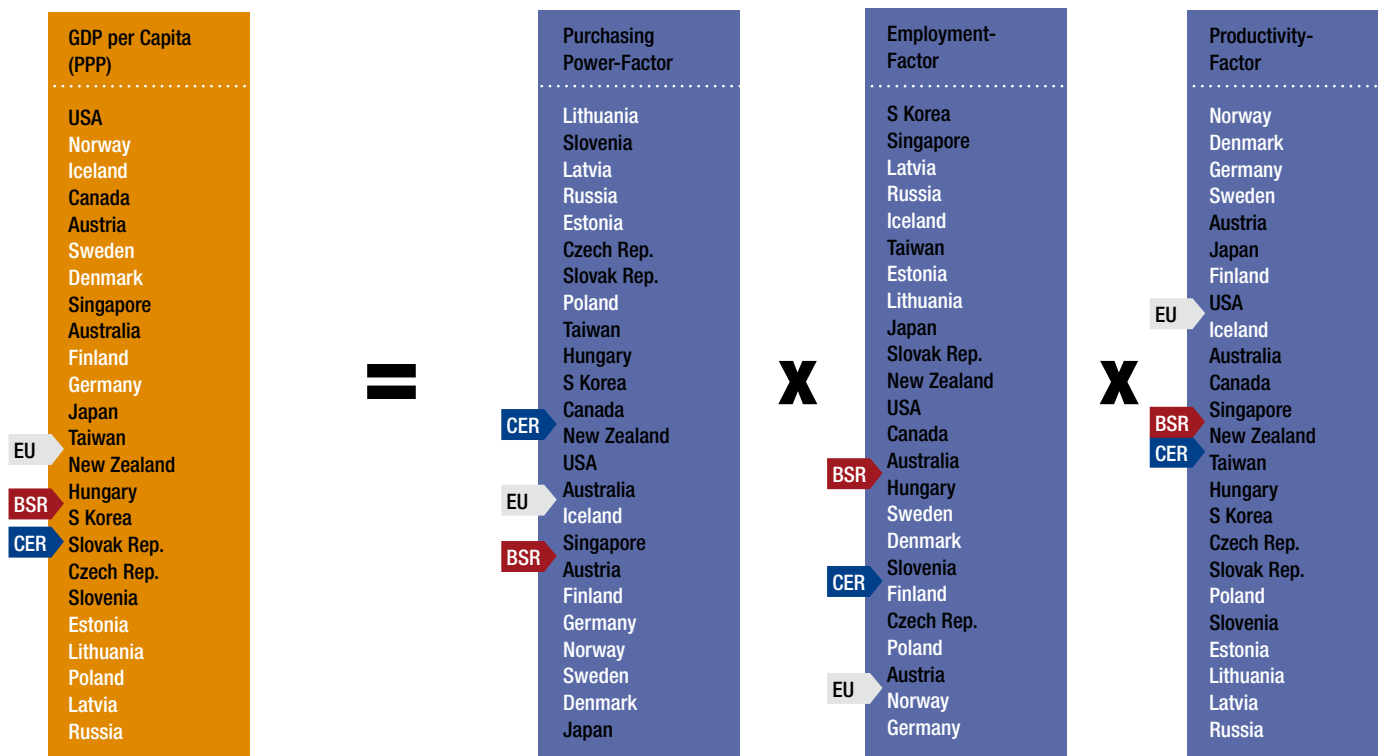 GDP per Capita
(PPP)
USA
Norway
Iceland
Canada
Austria
Sweden
Denmark
Singapore
Australia
Finland
Germany
Japan
Taiwan
EU
New Zealand
Hungary
BSR
S Korea
CER
Slovak Rep.
Czech Rep.
Slovenia
Estonia
Lithuania
Poland
Latvia
Russia
=
Purchasing
Power-Factor
Lithuania
Slovenia
Latvia
Russia
Estonia
Czech Rep.
Slovak Rep.
Poland
Taiwan
Hungary
S Korea
Canada
CER
New Zealand
USA
Australia
EU
Iceland
Singapore
BSR
Austria
Finland
Germany
Norway
Sweden
Denmark
Japan
X
Employment-
Factor
S Korea
Singapore
Latvia
Russia
Iceland
Taiwan
Estonia
Lithuania
Japan
Slovak Rep.
New Zealand
USA
Canada
Australia
BSR
Hungary
Sweden
Denmark
Slovenia
CER
Finland
Czech Rep.
Poland
Austria
EU
Norway
Germany
X
Productivity-
Factor
Norway
Denmark
Germany
Sweden
Austria
Japan
Finland
USA
EU
Iceland
Australia
Canada
Singapore
BSR
New Zealand
CER
Taiwan
Hungary
S Korea
Czech Rep.
Slovak Rep.
Poland
Slovenia
Estonia
Lithuania
Latvia
Russia